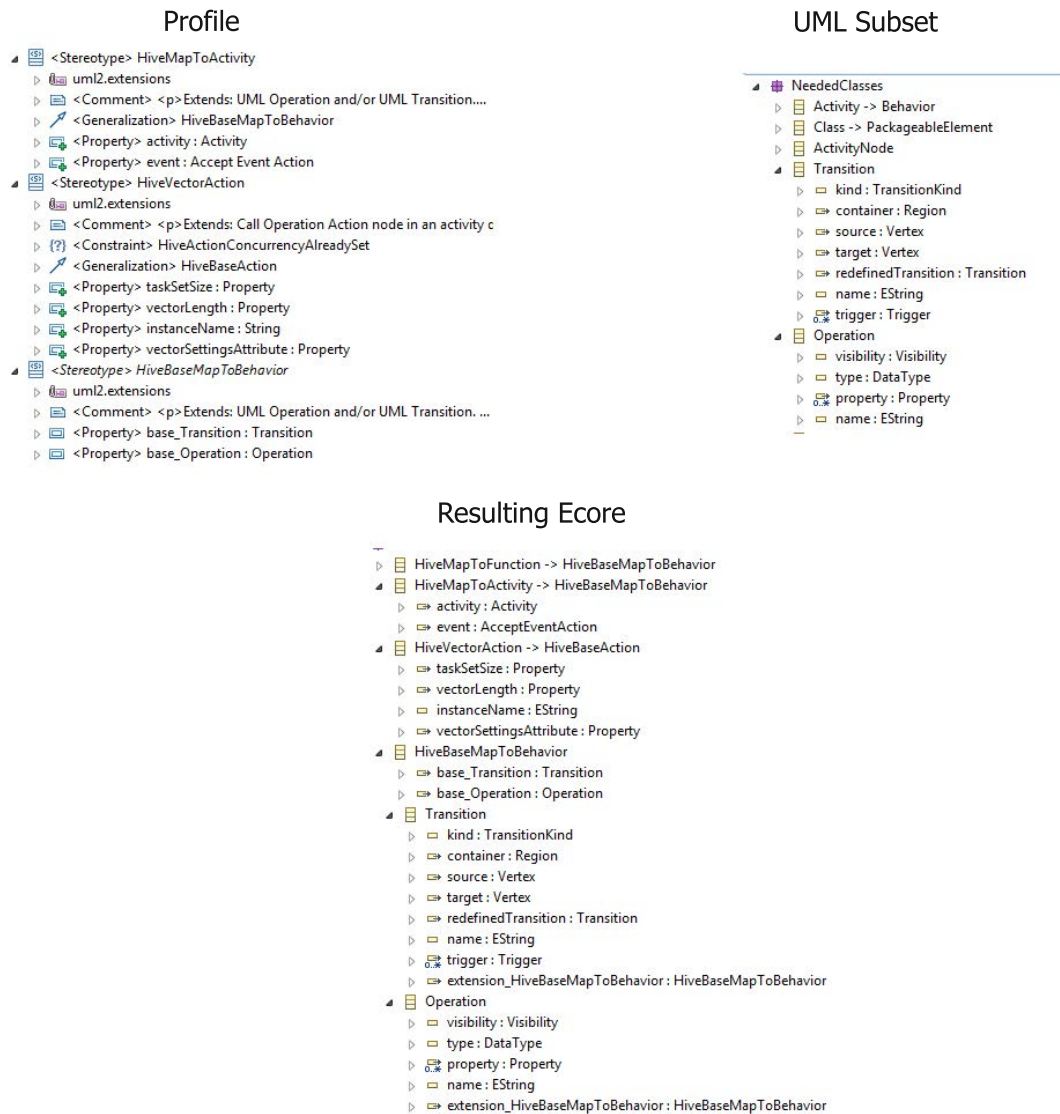 Profile
<Stereotype> HiveMapToActivity
uml2.extensions
<Comment> <p>Extends: UML Operation and/or UML Transition....
<Generalization> HiveBaseMapToBehavior
<Property> activity : Activity
<Property> event : Accept Event Action
<Stereotype> HiveVectorAction
uml2.extensions
<Comment> <p>Extends: Call Operation Action node in an activity c
{?} <Constraint> HiveActionConcurrencyAlreadySet
<Generalization> HiveBaseAction
<Property> taskSetSize : Property
<Property> vectorLength : Property
<Property> instanceName : String
<Property> vectorSettingsAttribute : Property
<Stereotype> HiveBaseMapToBehavior
uml2.extensions
<Comment> <p>Extends: UML Operation and/or UML Transition. ...
<Property> base_Transition : Transition
<Property> base_Operation : Operation
UML Subset
NeededClasses
Activity -> Behavior
Class -> PackageableElement
ActivityNode
Transition
kind : TransitionKind
container : Region
source : Vertex
target : Vertex
redefinedTransition : Transition
name : EString
0..* trigger : Trigger
Operation
visibility : Visibility
type : DataType
0..* property : Property
name : EString
Resulting Ecore
HiveMapToFunction -> HiveBaseMapToBehavior
HiveMapToActivity -> HiveBaseMapToBehavior
activity : Activity
event : AcceptEventAction
HiveVectorAction -> HiveBaseAction
taskSetSize : Property
vectorLength : Property
instanceName : EString
vectorSettingsAttribute : Property
HiveBaseMapToBehavior
base_Transition : Transition
base_Operation : Operation
Transition
kind : TransitionKind
container : Region
source : Vertex
target : Vertex
redefinedTransition : Transition
name : EString
0..* trigger : Trigger
extension_HiveBaseMapToBehavior : HiveBaseMapToBehavior
Operation
visibility : Visibility
type : DataType
0..* property : Property
name : EString
extension_HiveBaseMapToBehavior : HiveBaseMapToBehavior